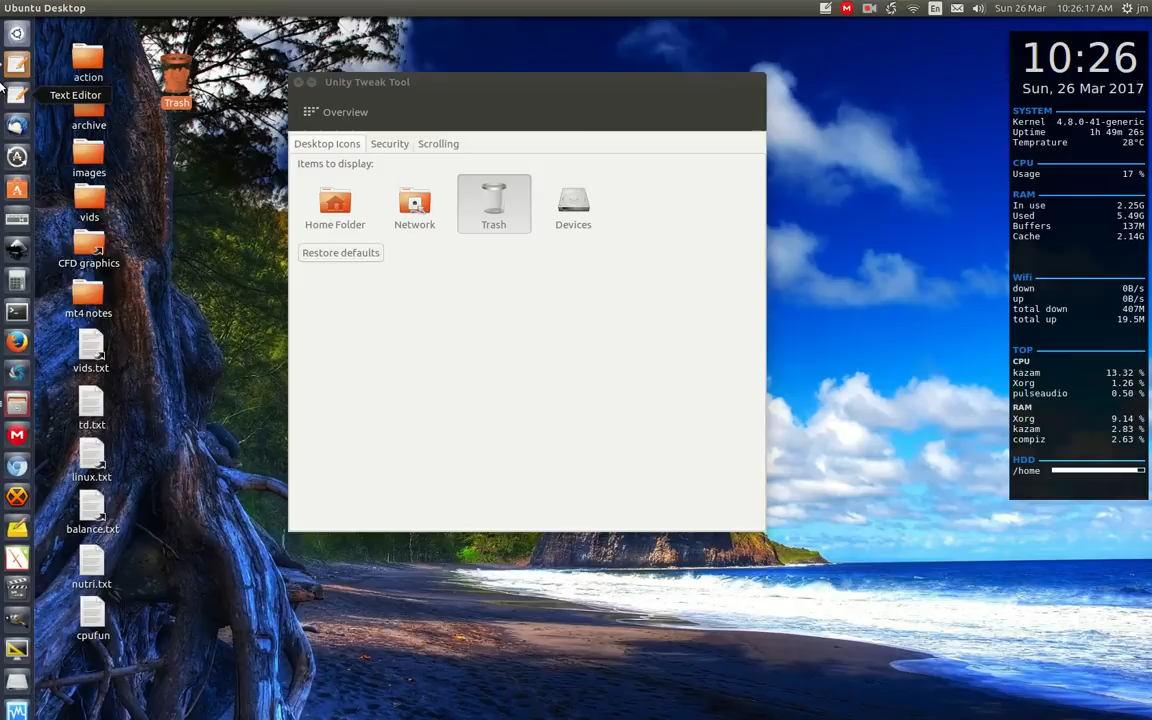 Ubuntu Desktop
En
Sun 26 Mar
10:26:17 AM
jm
action
Trash
Text Editor
archive
images
vids
CFD graphics
mt4 notes
vids.txt
td.txt
linux.txt
balance.txt
nutri.txt
cpufun
Unity Tweak Tool
Overview
Desktop Icons Security Scrolling
Items to display:
Home Folder Network Trash Devices
Restore defaults
10:26
Sunday, 26 Mar 2017
SYSTEM
Kernel 4.8.0-41-generic
Uptime 1h 49m 26s
Temprature 28°C
CPU
Usage 17 %
RAM
In use 2.25G
Used 5.49G
Buffers 137M
Cache 2.14G
Wifi
down 0B/s
up 0B/s
total down 407M
total up 19.5M
TOP
CPU
kazam 13.32 %
Xorg 1.26 %
pulseaudio 0.50 %
RAM
Xorg 9.14 %
kazam 2.83 %
compiz 2.63 %
HDD
/home